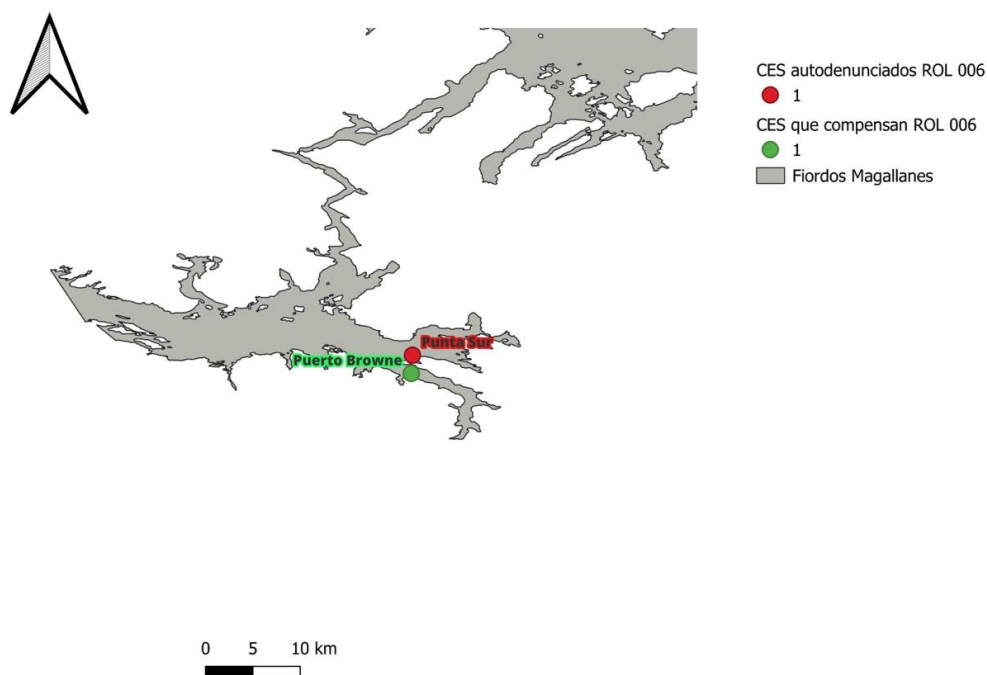 CES autodenunciados ROL 006
1
CES que compensan ROL 006
1
Fiordos Magallanes
Punta Sur
Puerto Browne
0 5 10 km